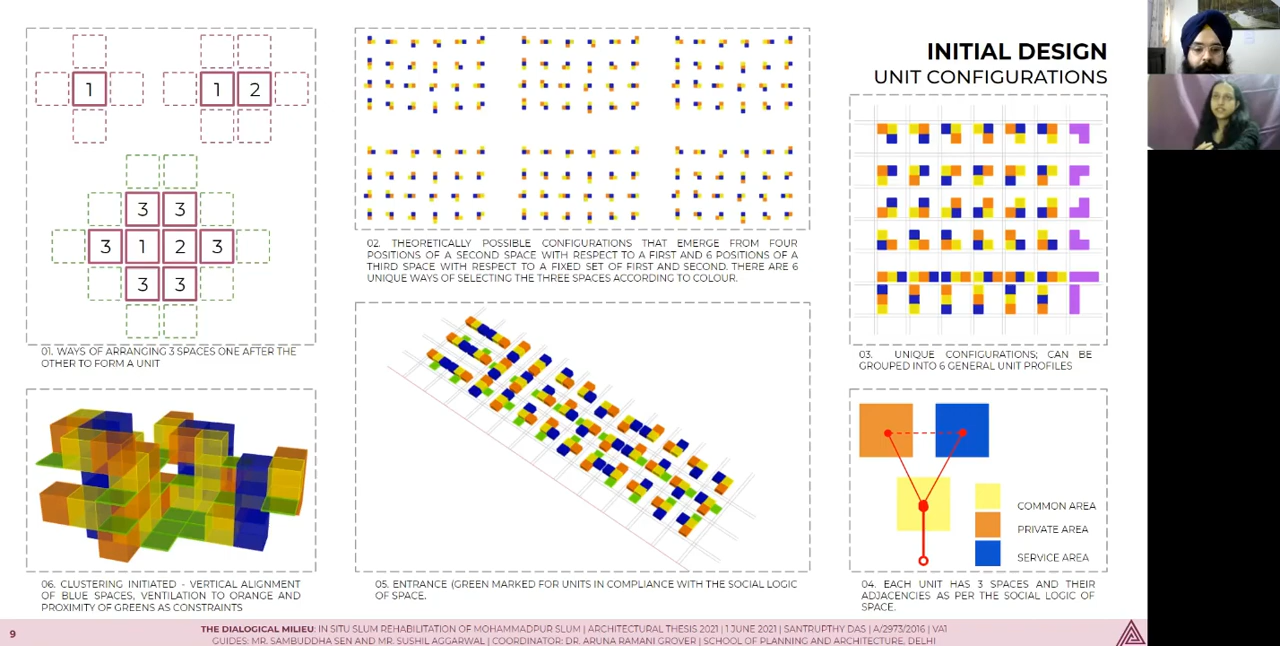 INITIAL DESIGN
UNIT CONFIGURATIONS
1
1 2
3 3
3 1 2 3
3 3
01. WAYS OF ARRANGING 3 SPACES ONE AFTER THE
OTHER TO FORM A UNIT
02. THEORETICALLY POSSIBLE CONFIGURATIONS THAT EMERGE FROM FOUR
POSITIONS OF A SECOND SPACE WITH RESPECT TO A FIRST AND 6 POSITIONS OF A
THIRD SPACE WITH RESPECT TO A FIXED SET OF FIRST AND SECOND. THERE ARE 6
UNIQUE WAYS OF SELECTING THE THREE SPACES ACCORDING TO COLOUR.
03. UNIQUE CONFIGURATIONS; CAN BE
GROUPED INTO 6 GENERAL UNIT PROFILES
COMMON AREA
PRIVATE AREA
SERVICE AREA
04. EACH UNIT HAS 3 SPACES AND THEIR
ADJACENCIES AS PER THE SOCIAL LOGIC OF
SPACE.
05. ENTRANCE (GREEN MARKED FOR UNITS IN COMPLIANCE WITH THE SOCIAL LOGIC
OF SPACE.
06. CLUSTERING INITIATED - VERTICAL ALIGNMENT
OF BLUE SPACES, VENTILATION TO ORANGE AND
PROXIMITY OF GREENS AS CONSTRAINTS
9
THE DIALOGICAL MILIEU: IN SITU SLUM REHABILITATION OF MOHAMMADPUR SLUM | ARCHITECTURAL THESIS 2021 | 1 JUNE 2021 | SANTRUPTHY DAS | A/2973/2016 | VA1
GUIDES: MR. SAMBUDDHA SEN AND MR. SUSHIL AGGARWAL | COORDINATOR: DR. ARUNA RAMANI GROVER | SCHOOL OF PLANNING AND ARCHITECTURE, DELHI